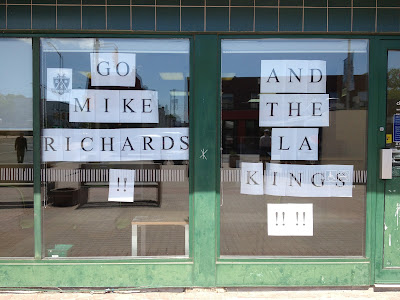 GO
MIKE
RICHARDS
!!
AND
THE
LA
KINGS
!! !!